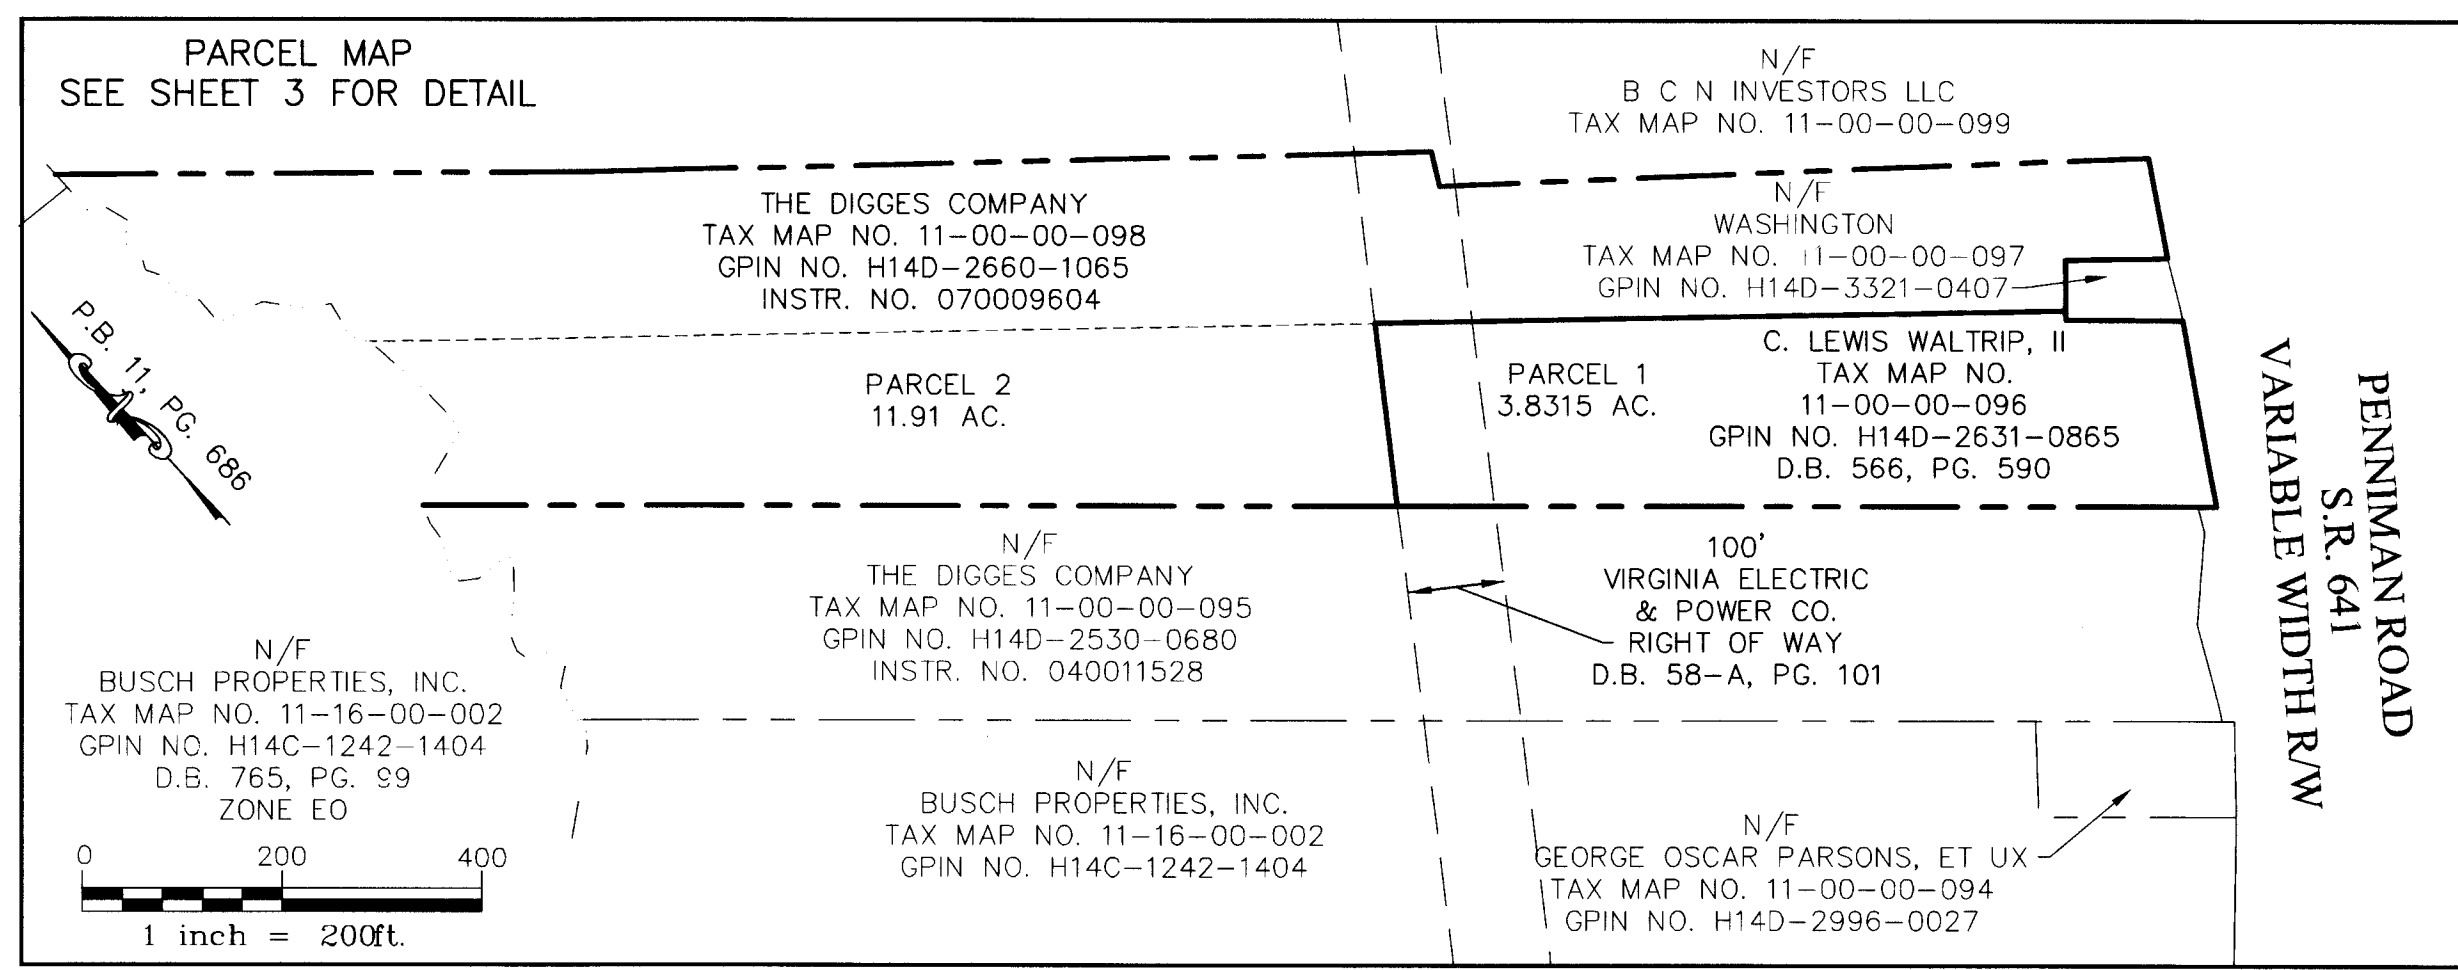 PARCEL MAP
SEE SHEET 3 FOR DETAIL
N/F
B C N INVESTORS LLC
TAX MAP NO. 11-00-00-099
THE DIGGES COMPANY
TAX MAP NO. 11-00-00-098
GPIN NO. H14D-2660-1065
INSTR. NO. 070009604
N/F
WASHINGTON
TAX MAP NO. 11-00-00-097
GPIN NO. H14D-3321-0407
P.B. 11, PG. 686
PARCEL 2
11.91 AC.
PARCEL 1
3.8315 AC.
C. LEWIS WALTRIP, II
TAX MAP NO.
11-00-00-096
GPIN NO. H14D-2631-0865
D.B. 566, PG. 590
PENNIMAN ROAD
S.R. 641
VARIABLE WIDTH R/W
N/F
THE DIGGES COMPANY
TAX MAP NO. 11-00-00-095
GPIN NO. H14D-2530-0680
INSTR. NO. 040011528
100'
VIRGINIA ELECTRIC
& POWER CO.
RIGHT OF WAY
D.B. 58-A, PG. 101
N/F
BUSCH PROPERTIES, INC.
TAX MAP NO. 11-16-00-002
GPIN NO. H14C-1242-1404
D.B. 765, PG. 99
ZONE EO
N/F
BUSCH PROPERTIES, INC.
TAX MAP NO. 11-16-00-002
GPIN NO. H14C-1242-1404
N/F
GEORGE OSCAR PARSONS, ET UX
TAX MAP NO. 11-00-00-094
GPIN NO. H14D-2996-0027
0 200 400
1 inch = 200ft.